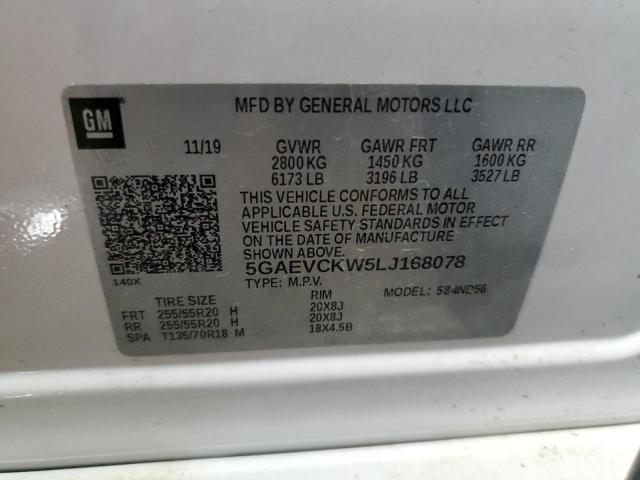 GM
MFD BY GENERAL MOTORS LLC
11/19 GVWR GAWR FRT GAWR RR
2800 KG 1450 KG 1600 KG
6173 LB 3196 LB 3527 LB
THIS VEHICLE CONFORMS TO ALL
APPLICABLE U.S. FEDERAL MOTOR
VEHICLE SAFETY STANDARDS IN
EFFECT ON THE DATE OF MANUFACTURE
SHOWN ABOVE.
5GAEVCKW5LJ168078
140X
TYPE: M.P.V. MODEL: 584ND56
TIRE SIZE RIM
FRT 255/55R20 H 20X8J
RR 255/55R20 H 20X8J
SPA T135/70R18 M 18X4.5B